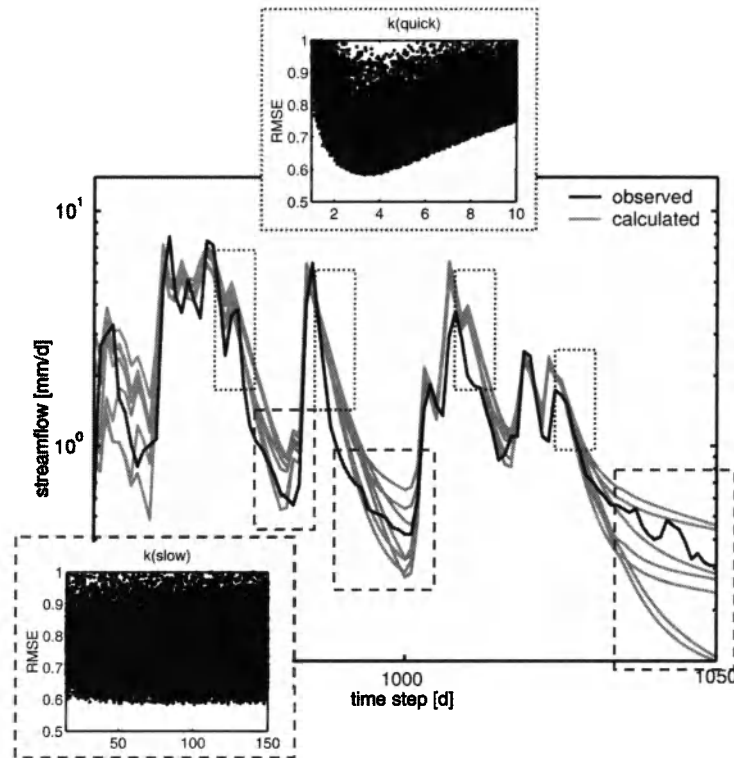 k(quick)
1
0.9
0.8
0.7
0.6
0.5
RMSE
2 4 6 8 10
10¹
10⁰
streamflow [mm/d]
observed
calculated
k(slow)
1
0.9
0.8
0.7
0.6
0.5
RMSE
50 100 150
1000 1050
time step [d]